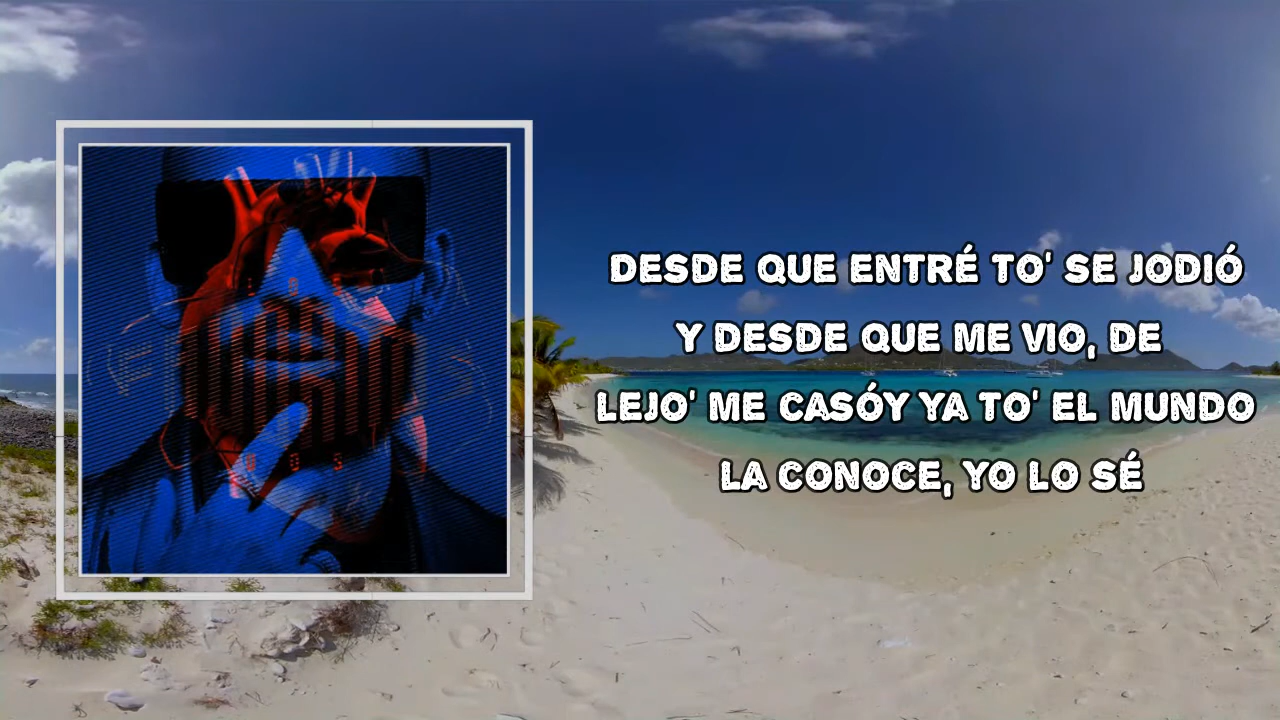 DESDE QUE ENTRÉ TO' SE JODIÓ
Y DESDE QUE ME VIO, DE
LEJO' ME CASÓY YA TO' EL MUNDO
LA CONOCE, YO LO SÉ